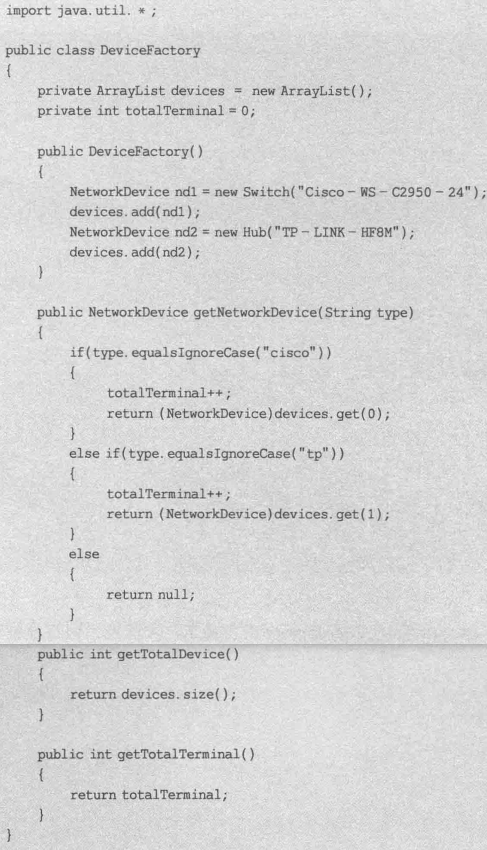 import java.util. * ;
public class DeviceFactory
{
private ArrayList devices = new ArrayList();
private int totalTerminal = 0;
public DeviceFactory()
{
NetworkDevice nd1 = new Switch("Cisco - WS - C2950 - 24");
devices.add(nd1);
NetworkDevice nd2 = new Hub("TP - LINK - HF8M");
devices.add(nd2);
}
public NetworkDevice getNetworkDevice(String type)
{
if(type.equalsIgnoreCase("cisco"))
{
totalTerminal++;
return (NetworkDevice)devices.get(0);
}
else if(type.equalsIgnoreCase("tp"))
{
totalTerminal++;
return (NetworkDevice)devices.get(1);
}
else
{
return null;
}
}
public int getTotalDevice()
{
return devices.size();
}
public int getTotalTerminal()
{
return totalTerminal;
}
}